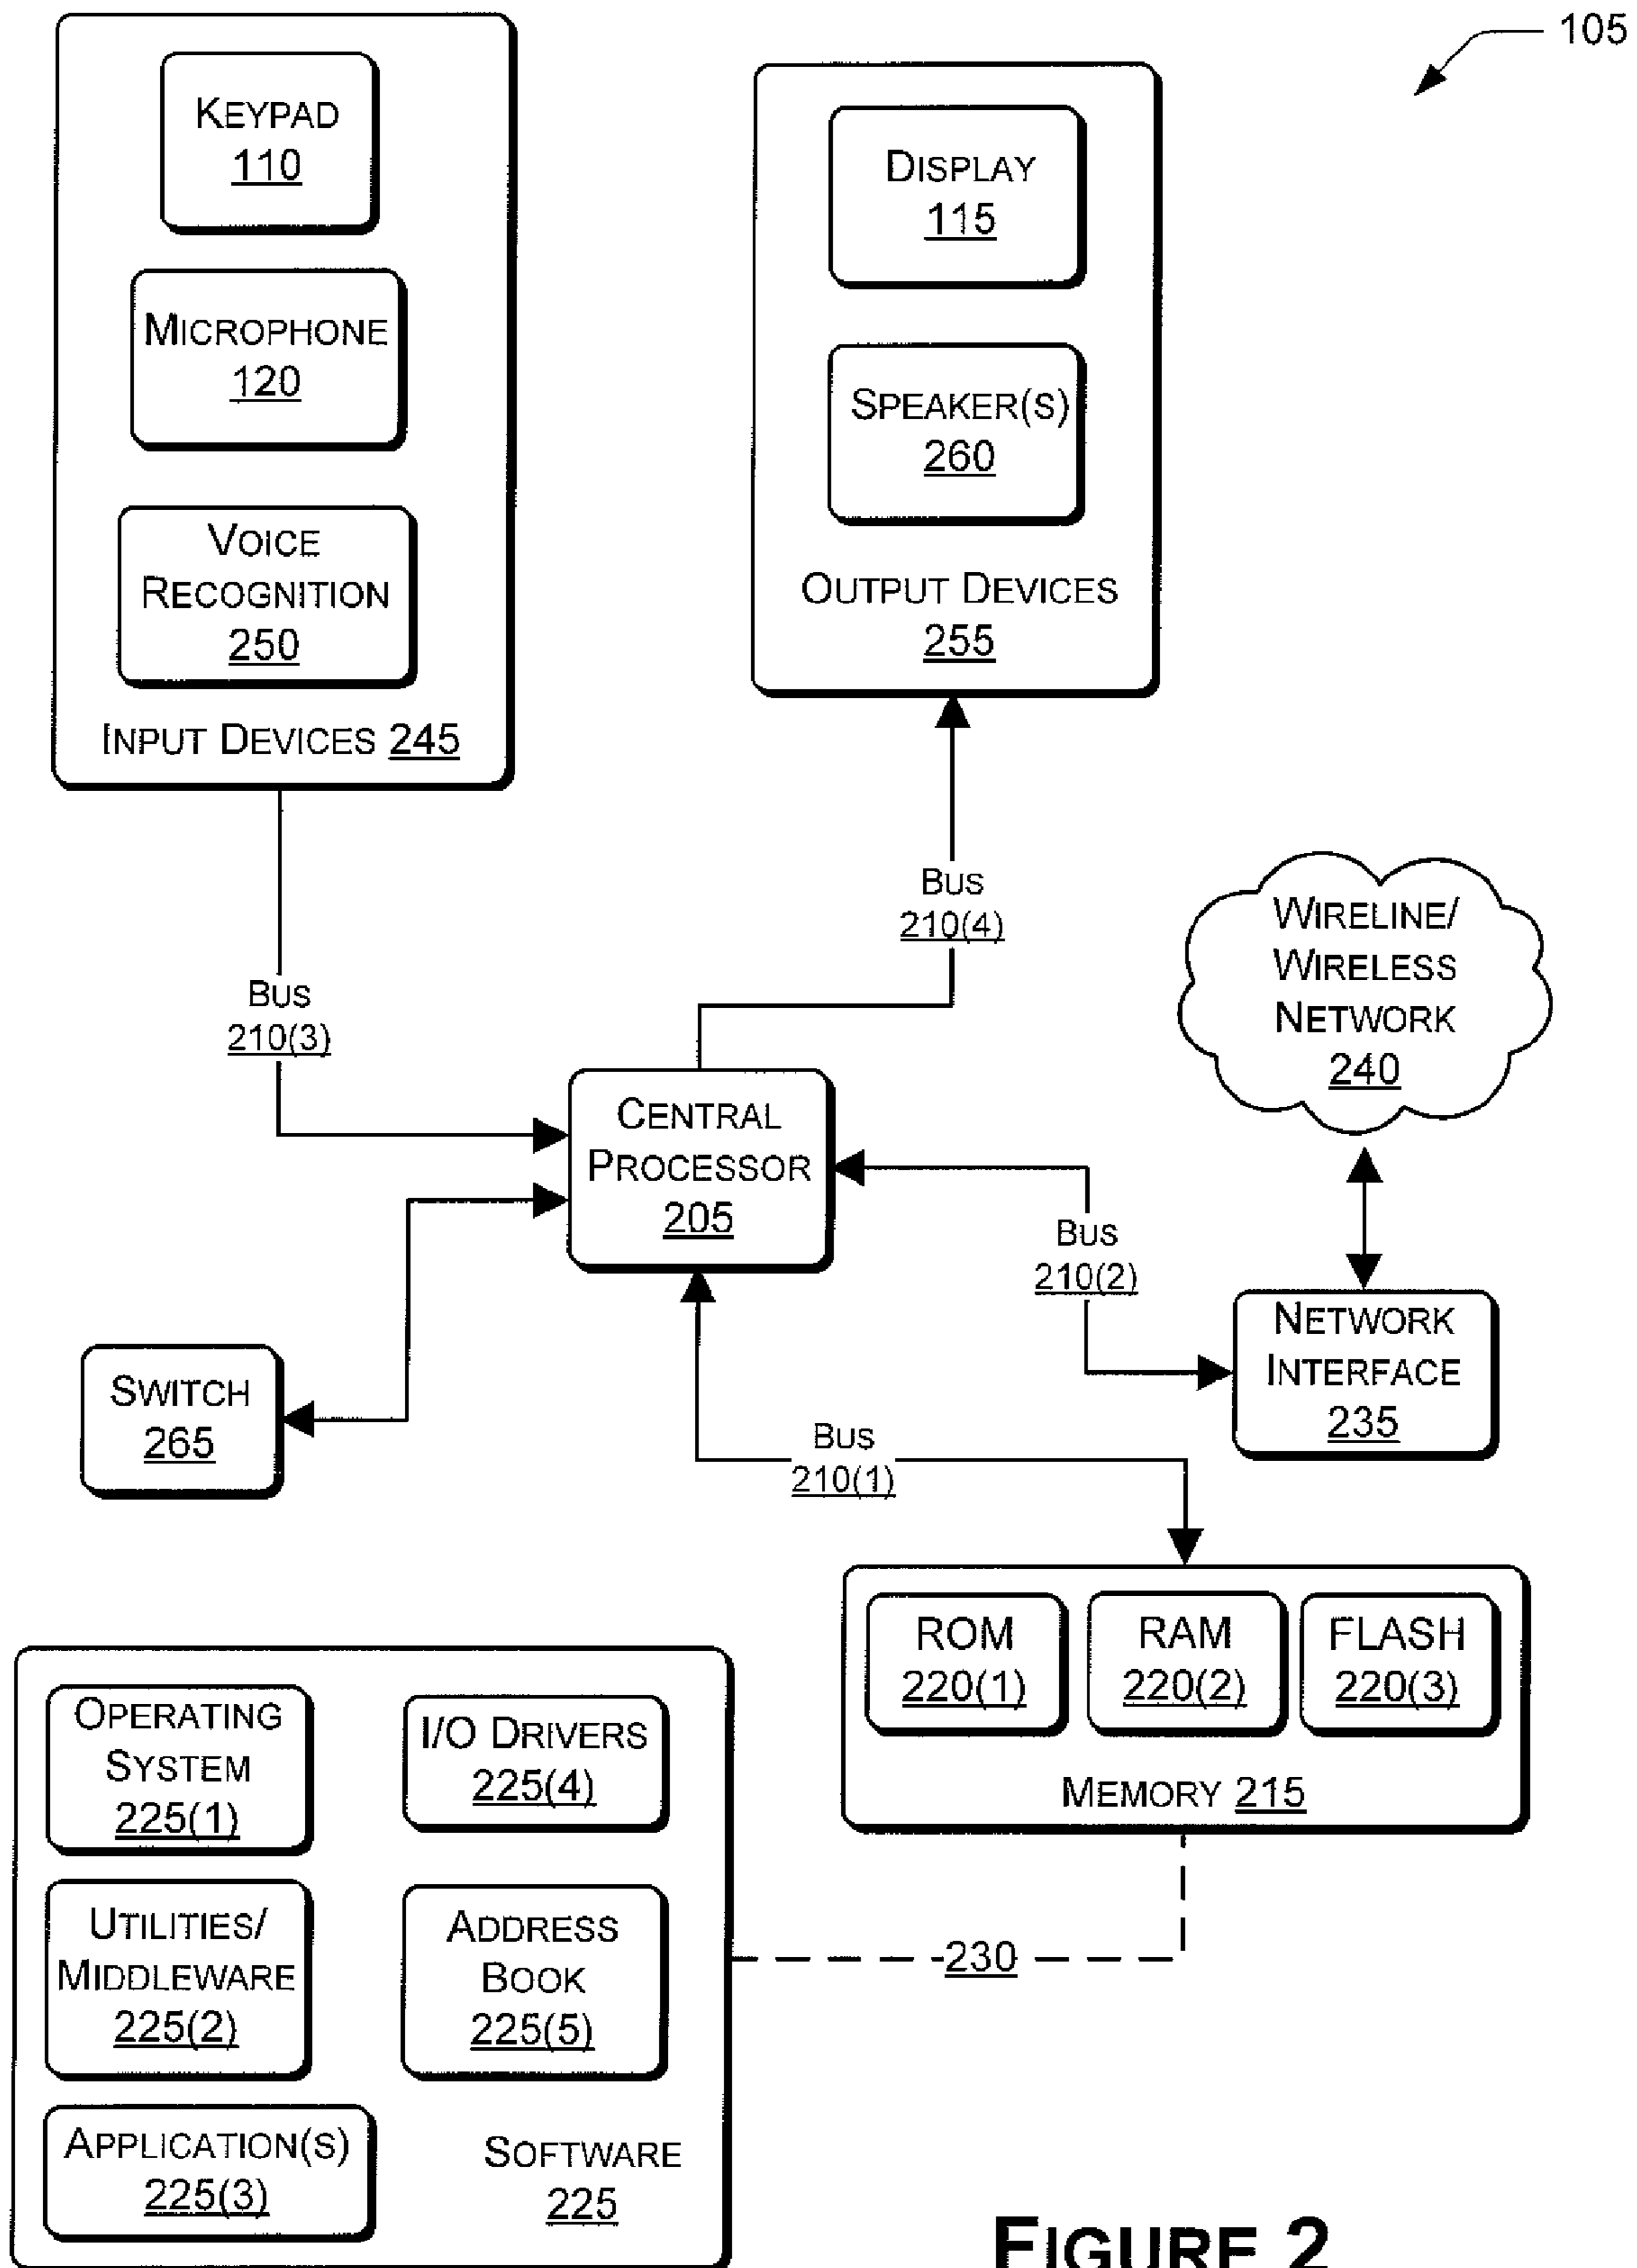 105
KEYPAD
110
MICROPHONE
120
VOICE
RECOGNITION
250
INPUT DEVICES 245
DISPLAY
115
SPEAKER(S)
260
OUTPUT DEVICES
255
BUS
210(4)
BUS
210(3)
WIRELINE/
WIRELESS
NETWORK
240
CENTRAL
PROCESSOR
205
BUS
210(2)
NETWORK
INTERFACE
235
SWITCH
265
BUS
210(1)
ROM
220(1)
RAM
220(2)
FLASH
220(3)
MEMORY 215
OPERATING
SYSTEM
225(1)
I/O DRIVERS
225(4)
UTILITIES/
MIDDLEWARE
225(2)
ADDRESS
BOOK
225(5)
230
APPLICATION(S)
225(3)
SOFTWARE
225
FIGURE 2